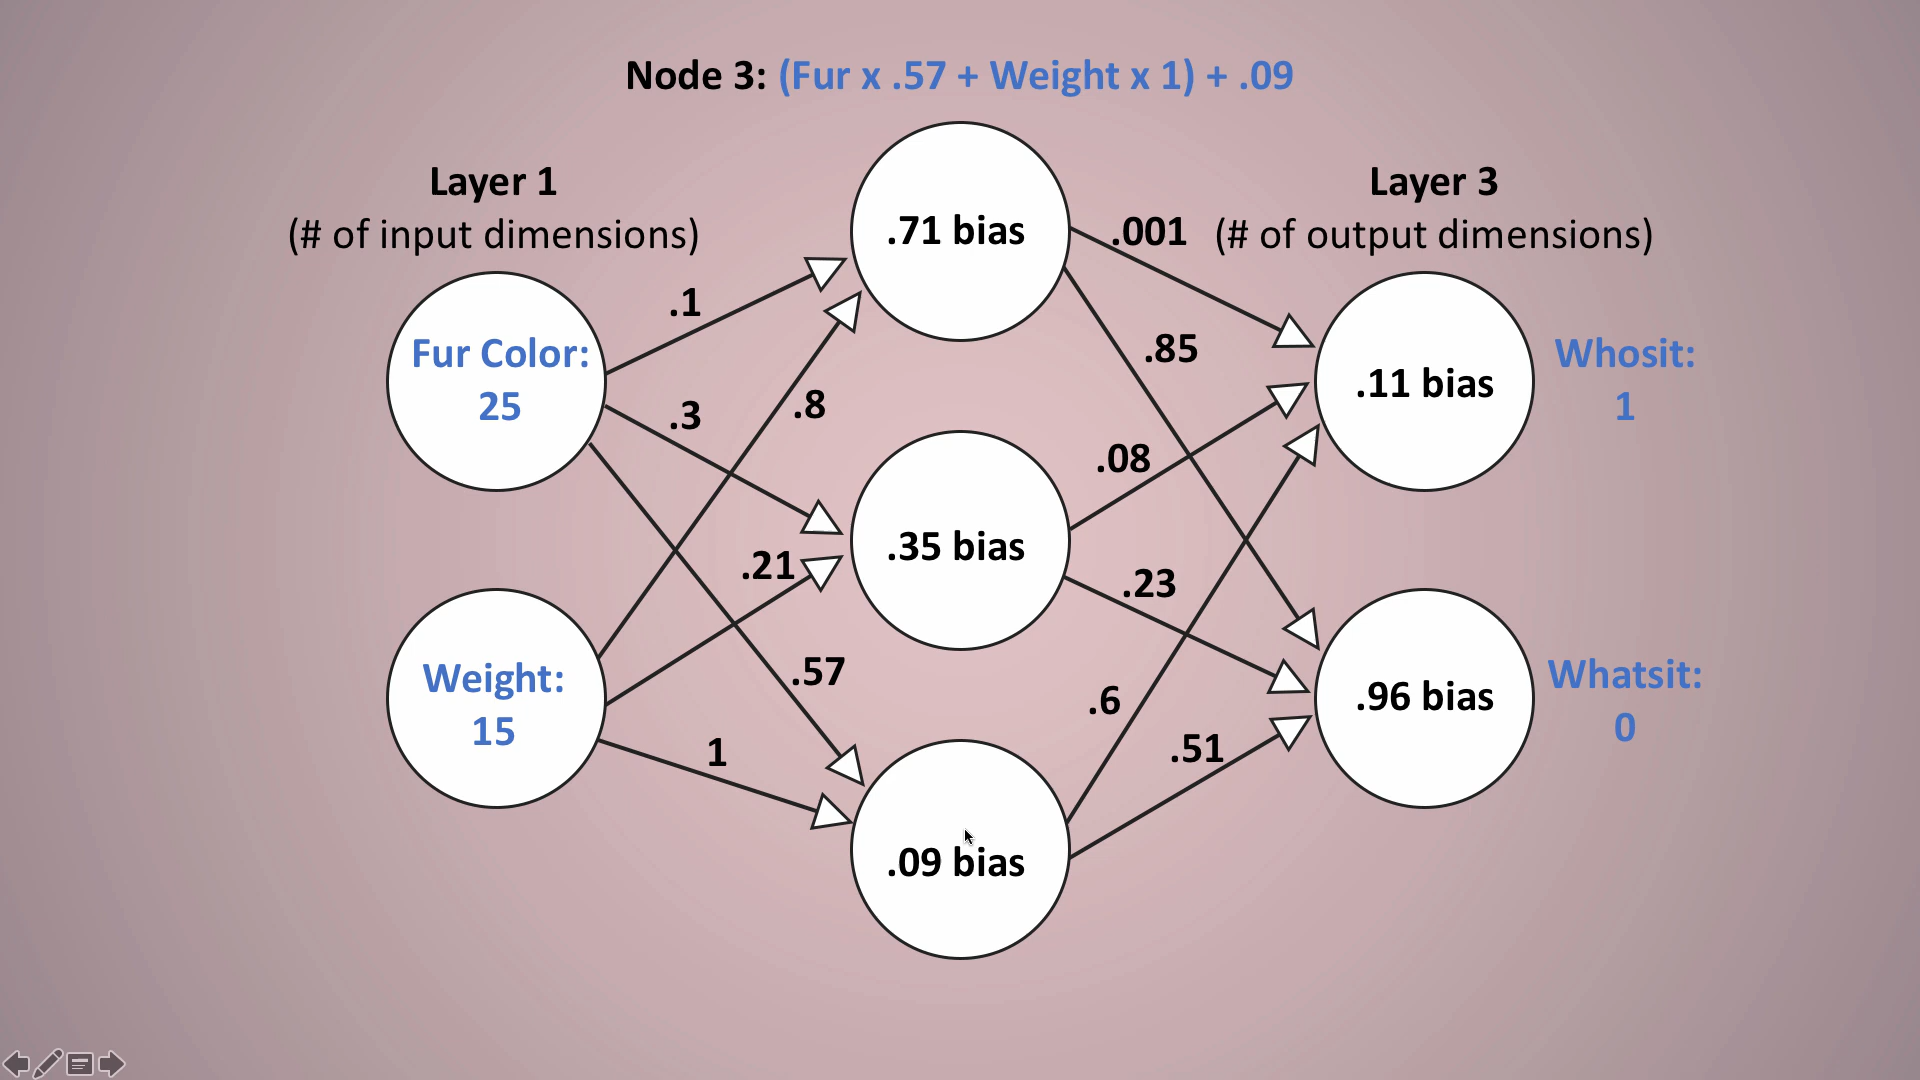 Node 3: (Fur x .57 + Weight x 1) + .09
Layer 1
(# of input dimensions)
Layer 3
(# of output dimensions)
.71 bias
.001
.1
.85
Fur Color:
25
.8
.3
.11 bias
Whosit:
1
.08
.35 bias
.21
.23
.57
Weight:
15
.6
.96 bias
Whatsit:
0
1
.51
.09 bias